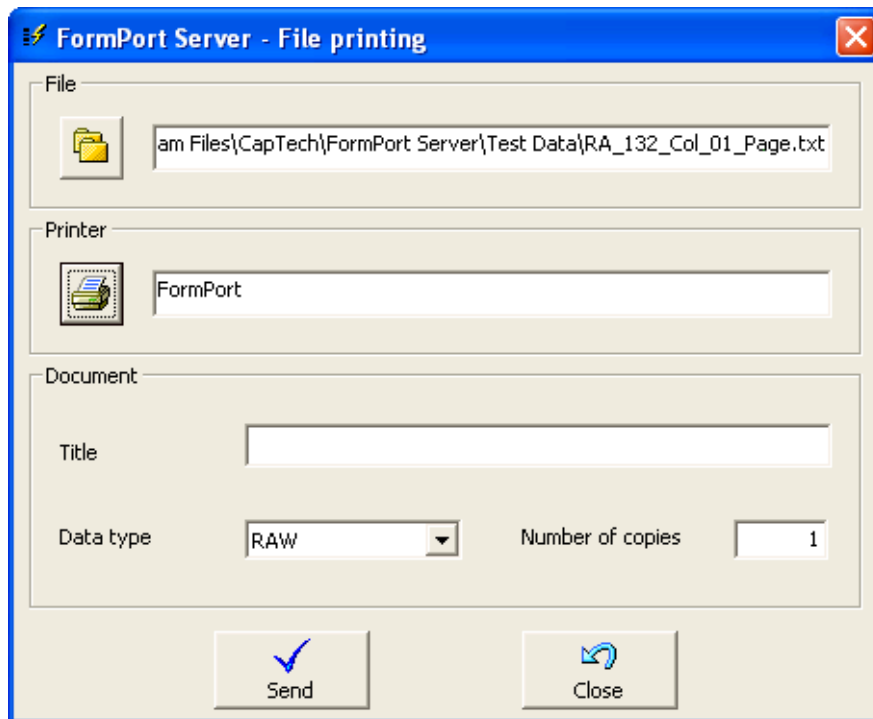 FormPort Server - File printing
File
am Files\CapTech\FormPort Server\Test Data\RA_132_Col_01_Page.txt
Printer
FormPort
Document
Title
Data type RAW Number of copies 1
Send Close